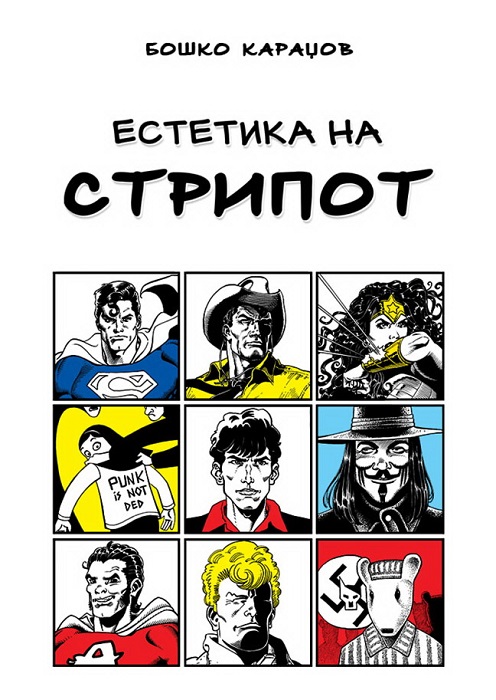 БОШКО КАРАЏОВ
ЕСТЕТИКА НА
СТРИПОТ
S
PUNK
iS NOT
DED